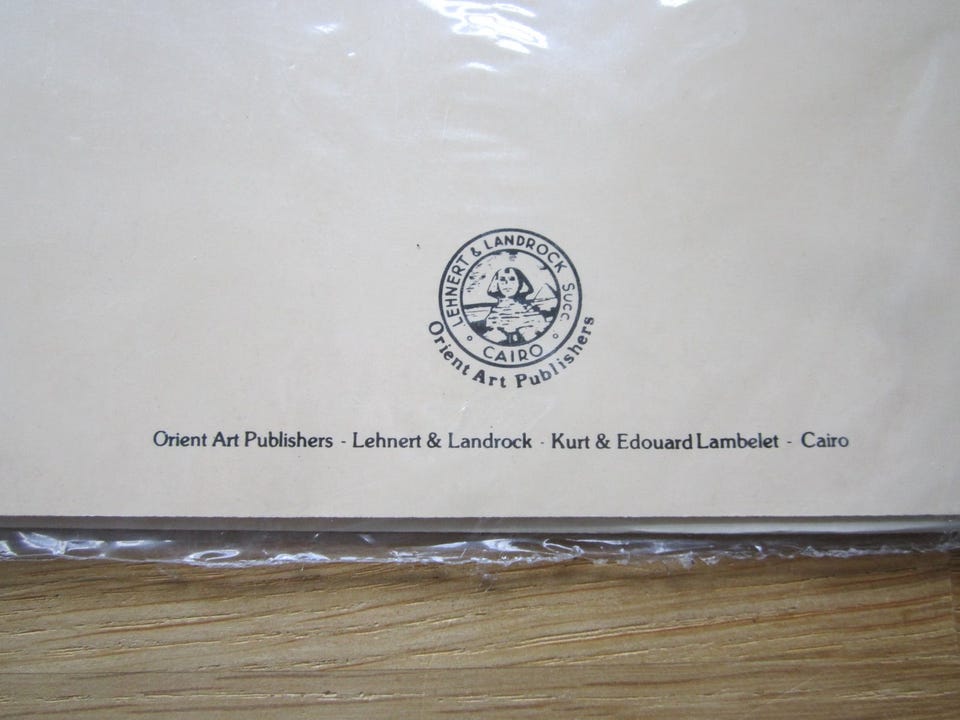 LEHNERT & LANDROCK SUCC.
CAIRO
Orient Art Publishers
Orient Art Publishers - Lehnert & Landrock - Kurt & Edouard Lambelet - Cairo